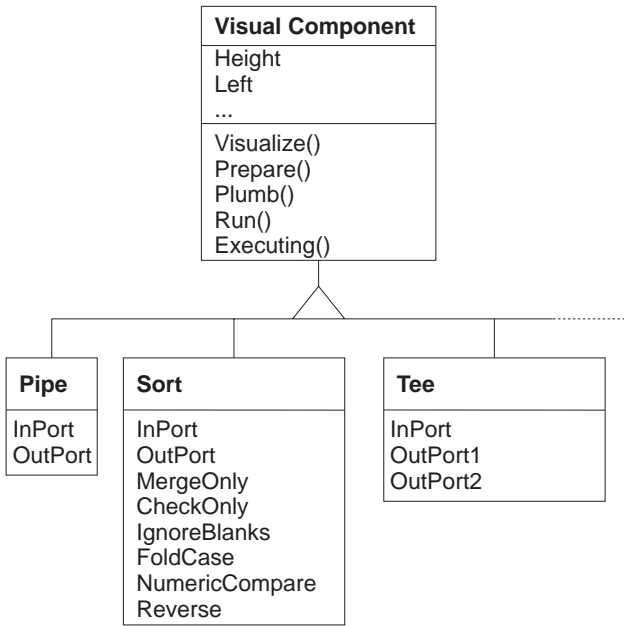 Visual Component
Height
Left
...
Visualize()
Prepare()
Plumb()
Run()
Executing()
Pipe
InPort
OutPort
Sort
InPort
OutPort
MergeOnly
CheckOnly
IgnoreBlanks
FoldCase
NumericCompare
Reverse
Tee
InPort
OutPort1
OutPort2